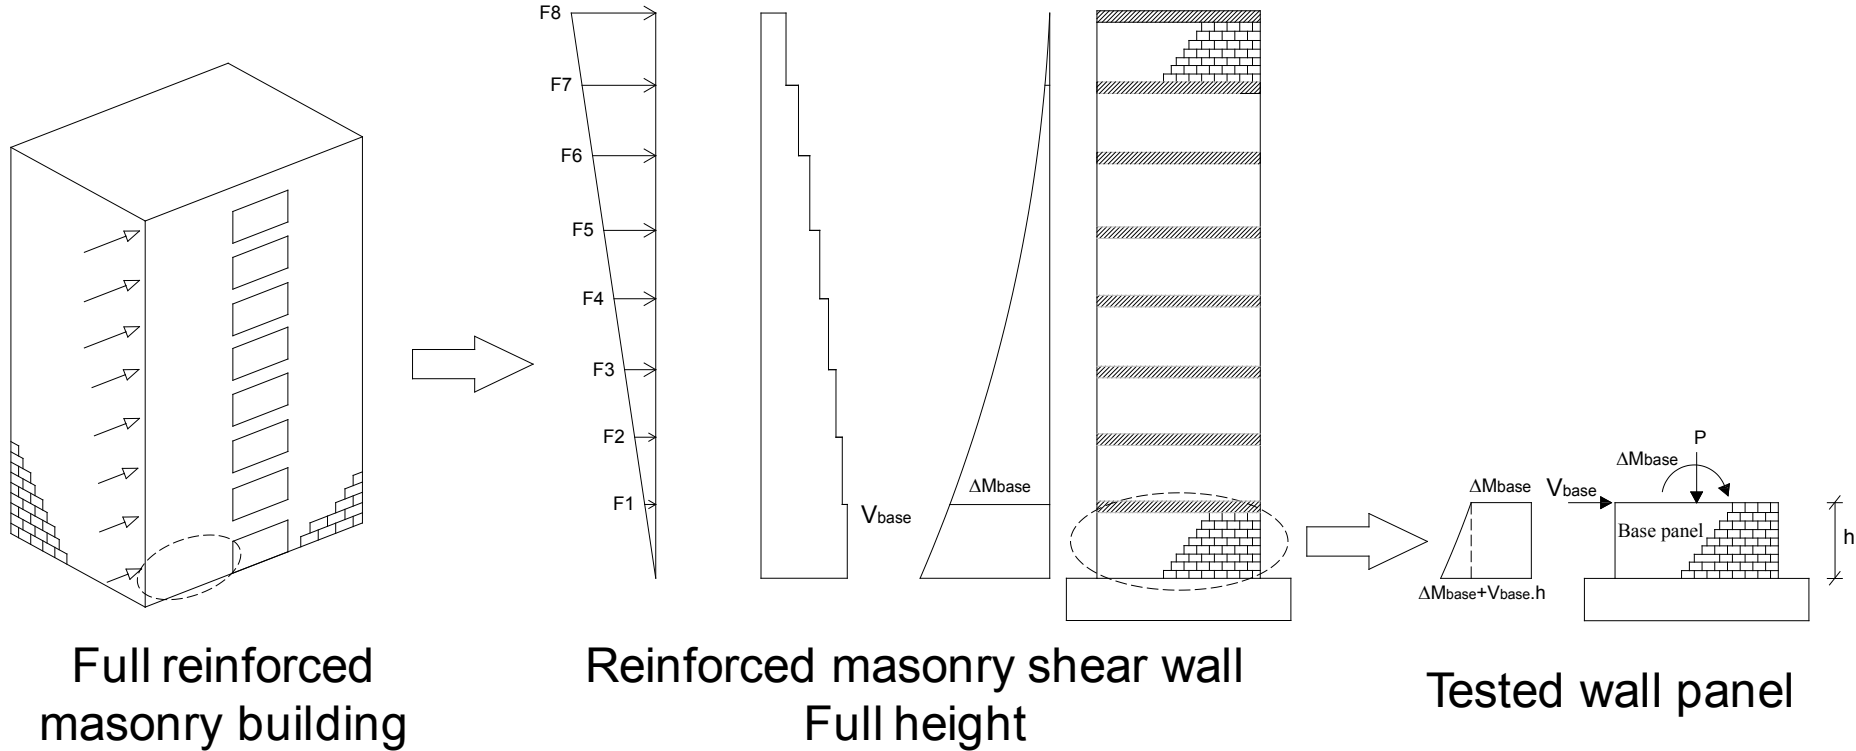 F8
F7
F6
F5
F4
F3
F2
F1
Vbase
ΔMbase
ΔMbase
ΔMbase+Vbase.h
P
ΔMbase
Vbase
Base panel
h
Full reinforced
masonry building
Reinforced masonry shear wall
Full height
Tested wall panel